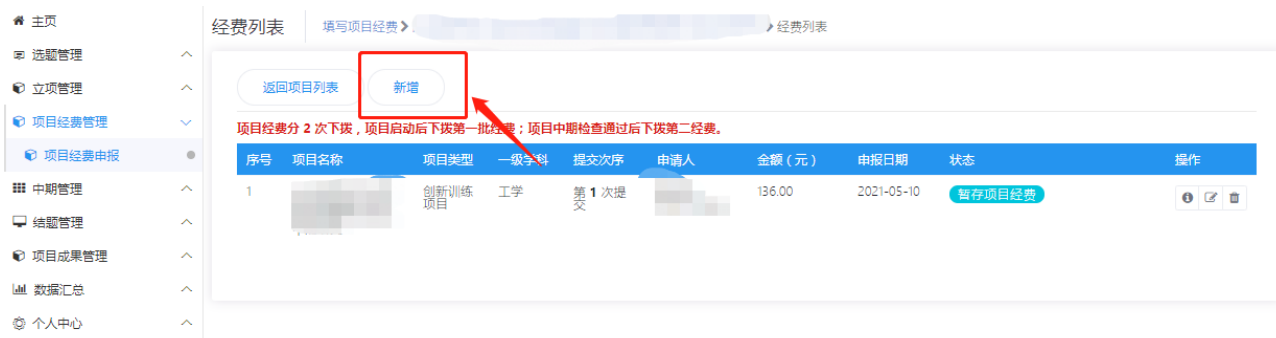 主页
选题管理
立项管理
项目经费管理
项目经费申报
中期管理
结题管理
项目成果管理
数据汇总
个人中心
经费列表 填写项目经费 经费列表
返回项目列表 新增
项目经费分 2 次下拨，项目启动后下拨第一批经费；项目中期检查通过后下拨第二经费。
序号 项目名称 项目类型 一级学科 提交次序 申请人 金额（元） 申报日期 状态 操作
1 创新训练 工学 第 1 次提 136.00 2021-05-10 暂存项目经费
项目 交